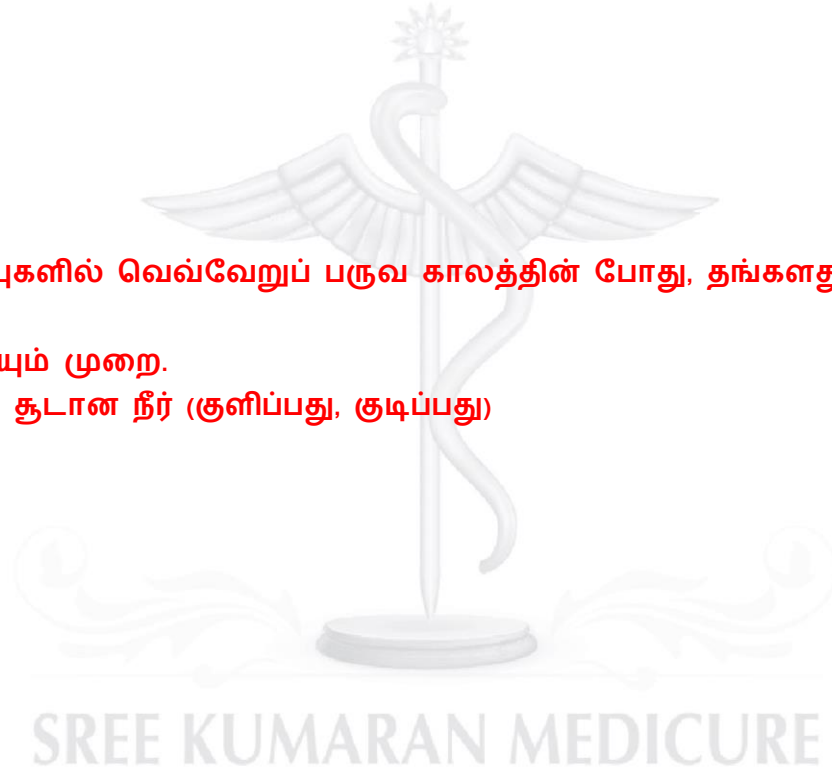 புகளில் வெவ்வேறுப் பருவ காலத்தின் போது, தங்களது
யும் முறை.
சூடான நீர் (குளிப்பது, குடிப்பது)
SREE KUMARAN MEDICURE